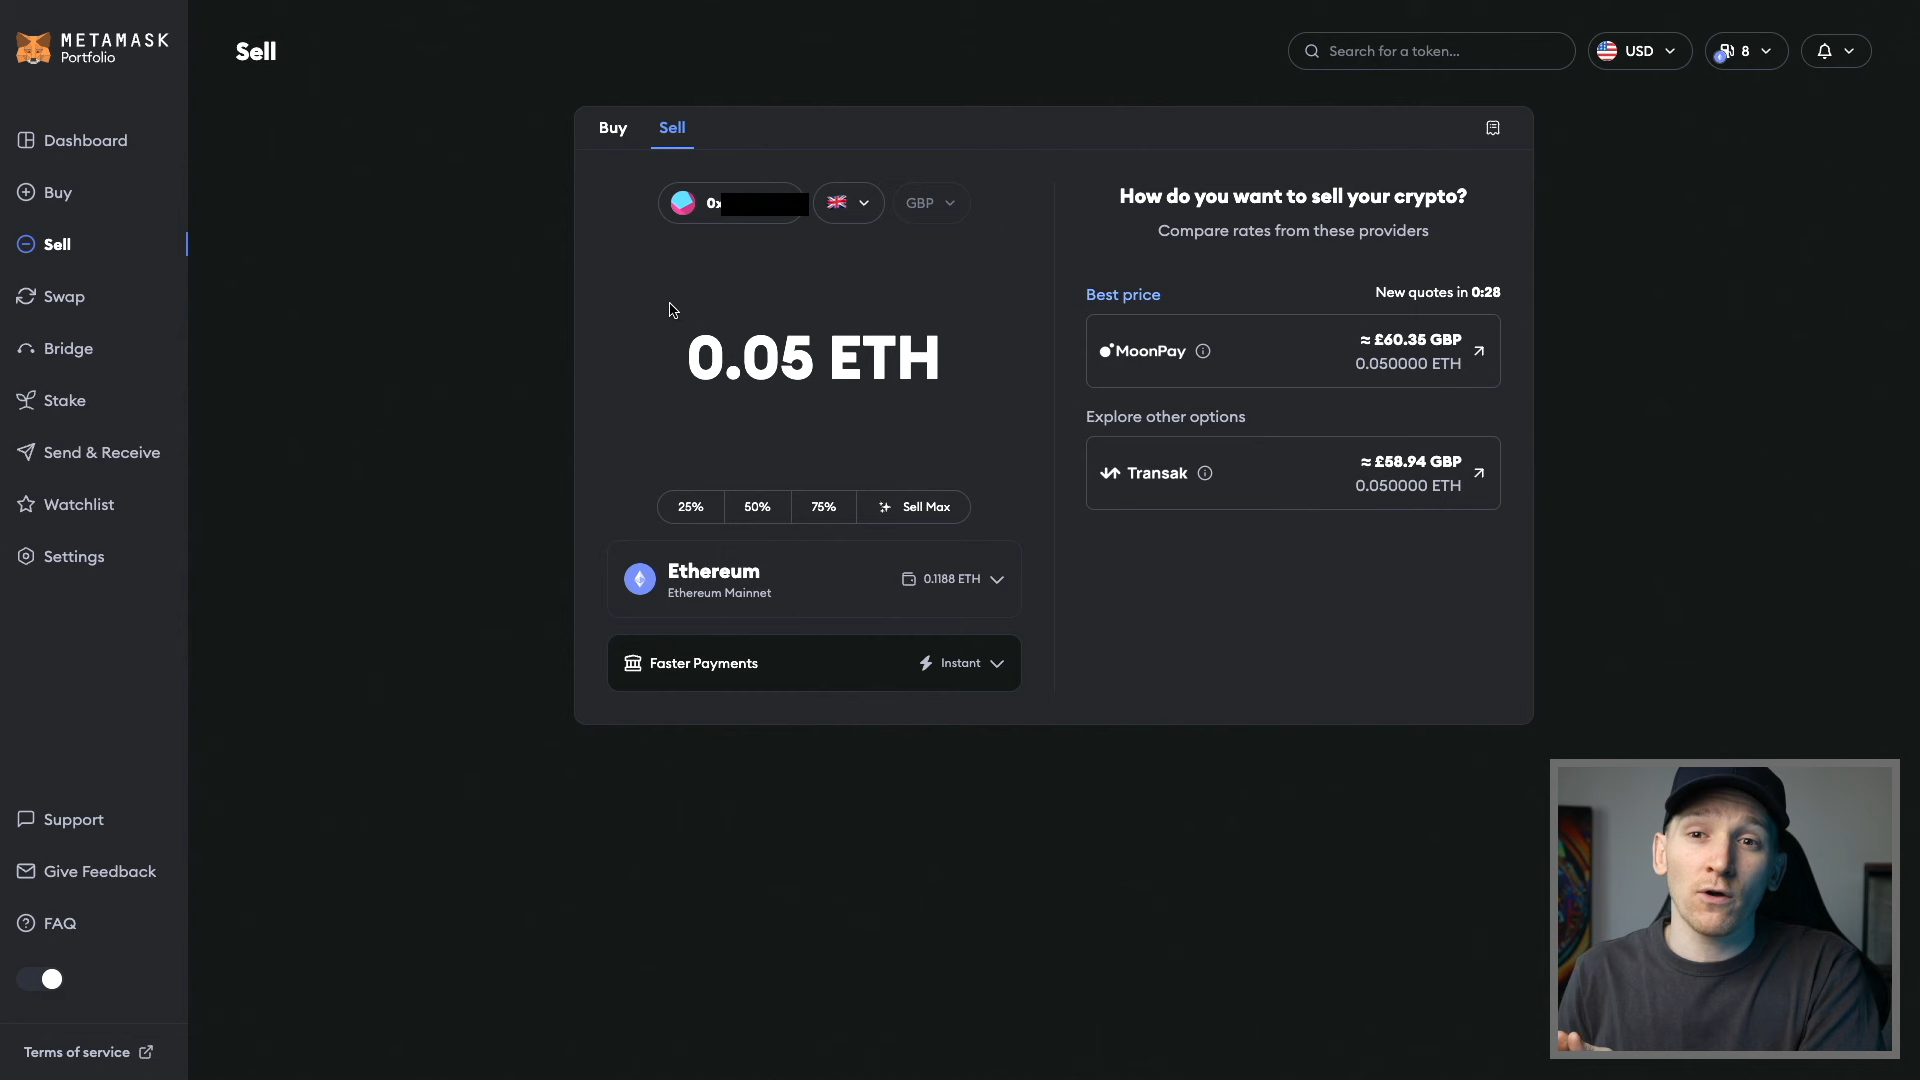 METAMASK
Portfolio
Dashboard
Buy
Sell
Swap
Bridge
Stake
Send & Receive
Watchlist
Settings
Support
Give Feedback
FAQ
Terms of service
Sell
Search for a token...
USD
8
Buy
Sell
0x
GBP
0.05 ETH
25%
50%
75%
Sell Max
Ethereum
Ethereum Mainnet
0.1188 ETH
Faster Payments
Instant
How do you want to sell your crypto?
Compare rates from these providers
Best price
New quotes in 0:28
MoonPay
≈ £60.35 GBP
0.050000 ETH
Explore other options
Transak
≈ £58.94 GBP
0.050000 ETH